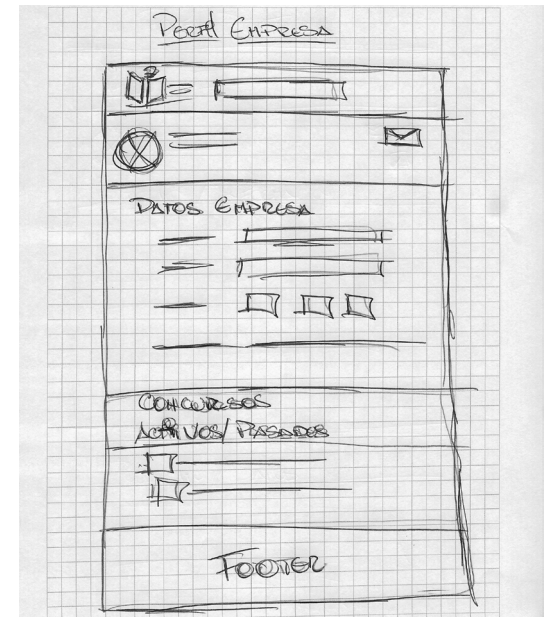 Perfil Empresa
Datos Empresa
Concursos
Activos/Pasados
Footer